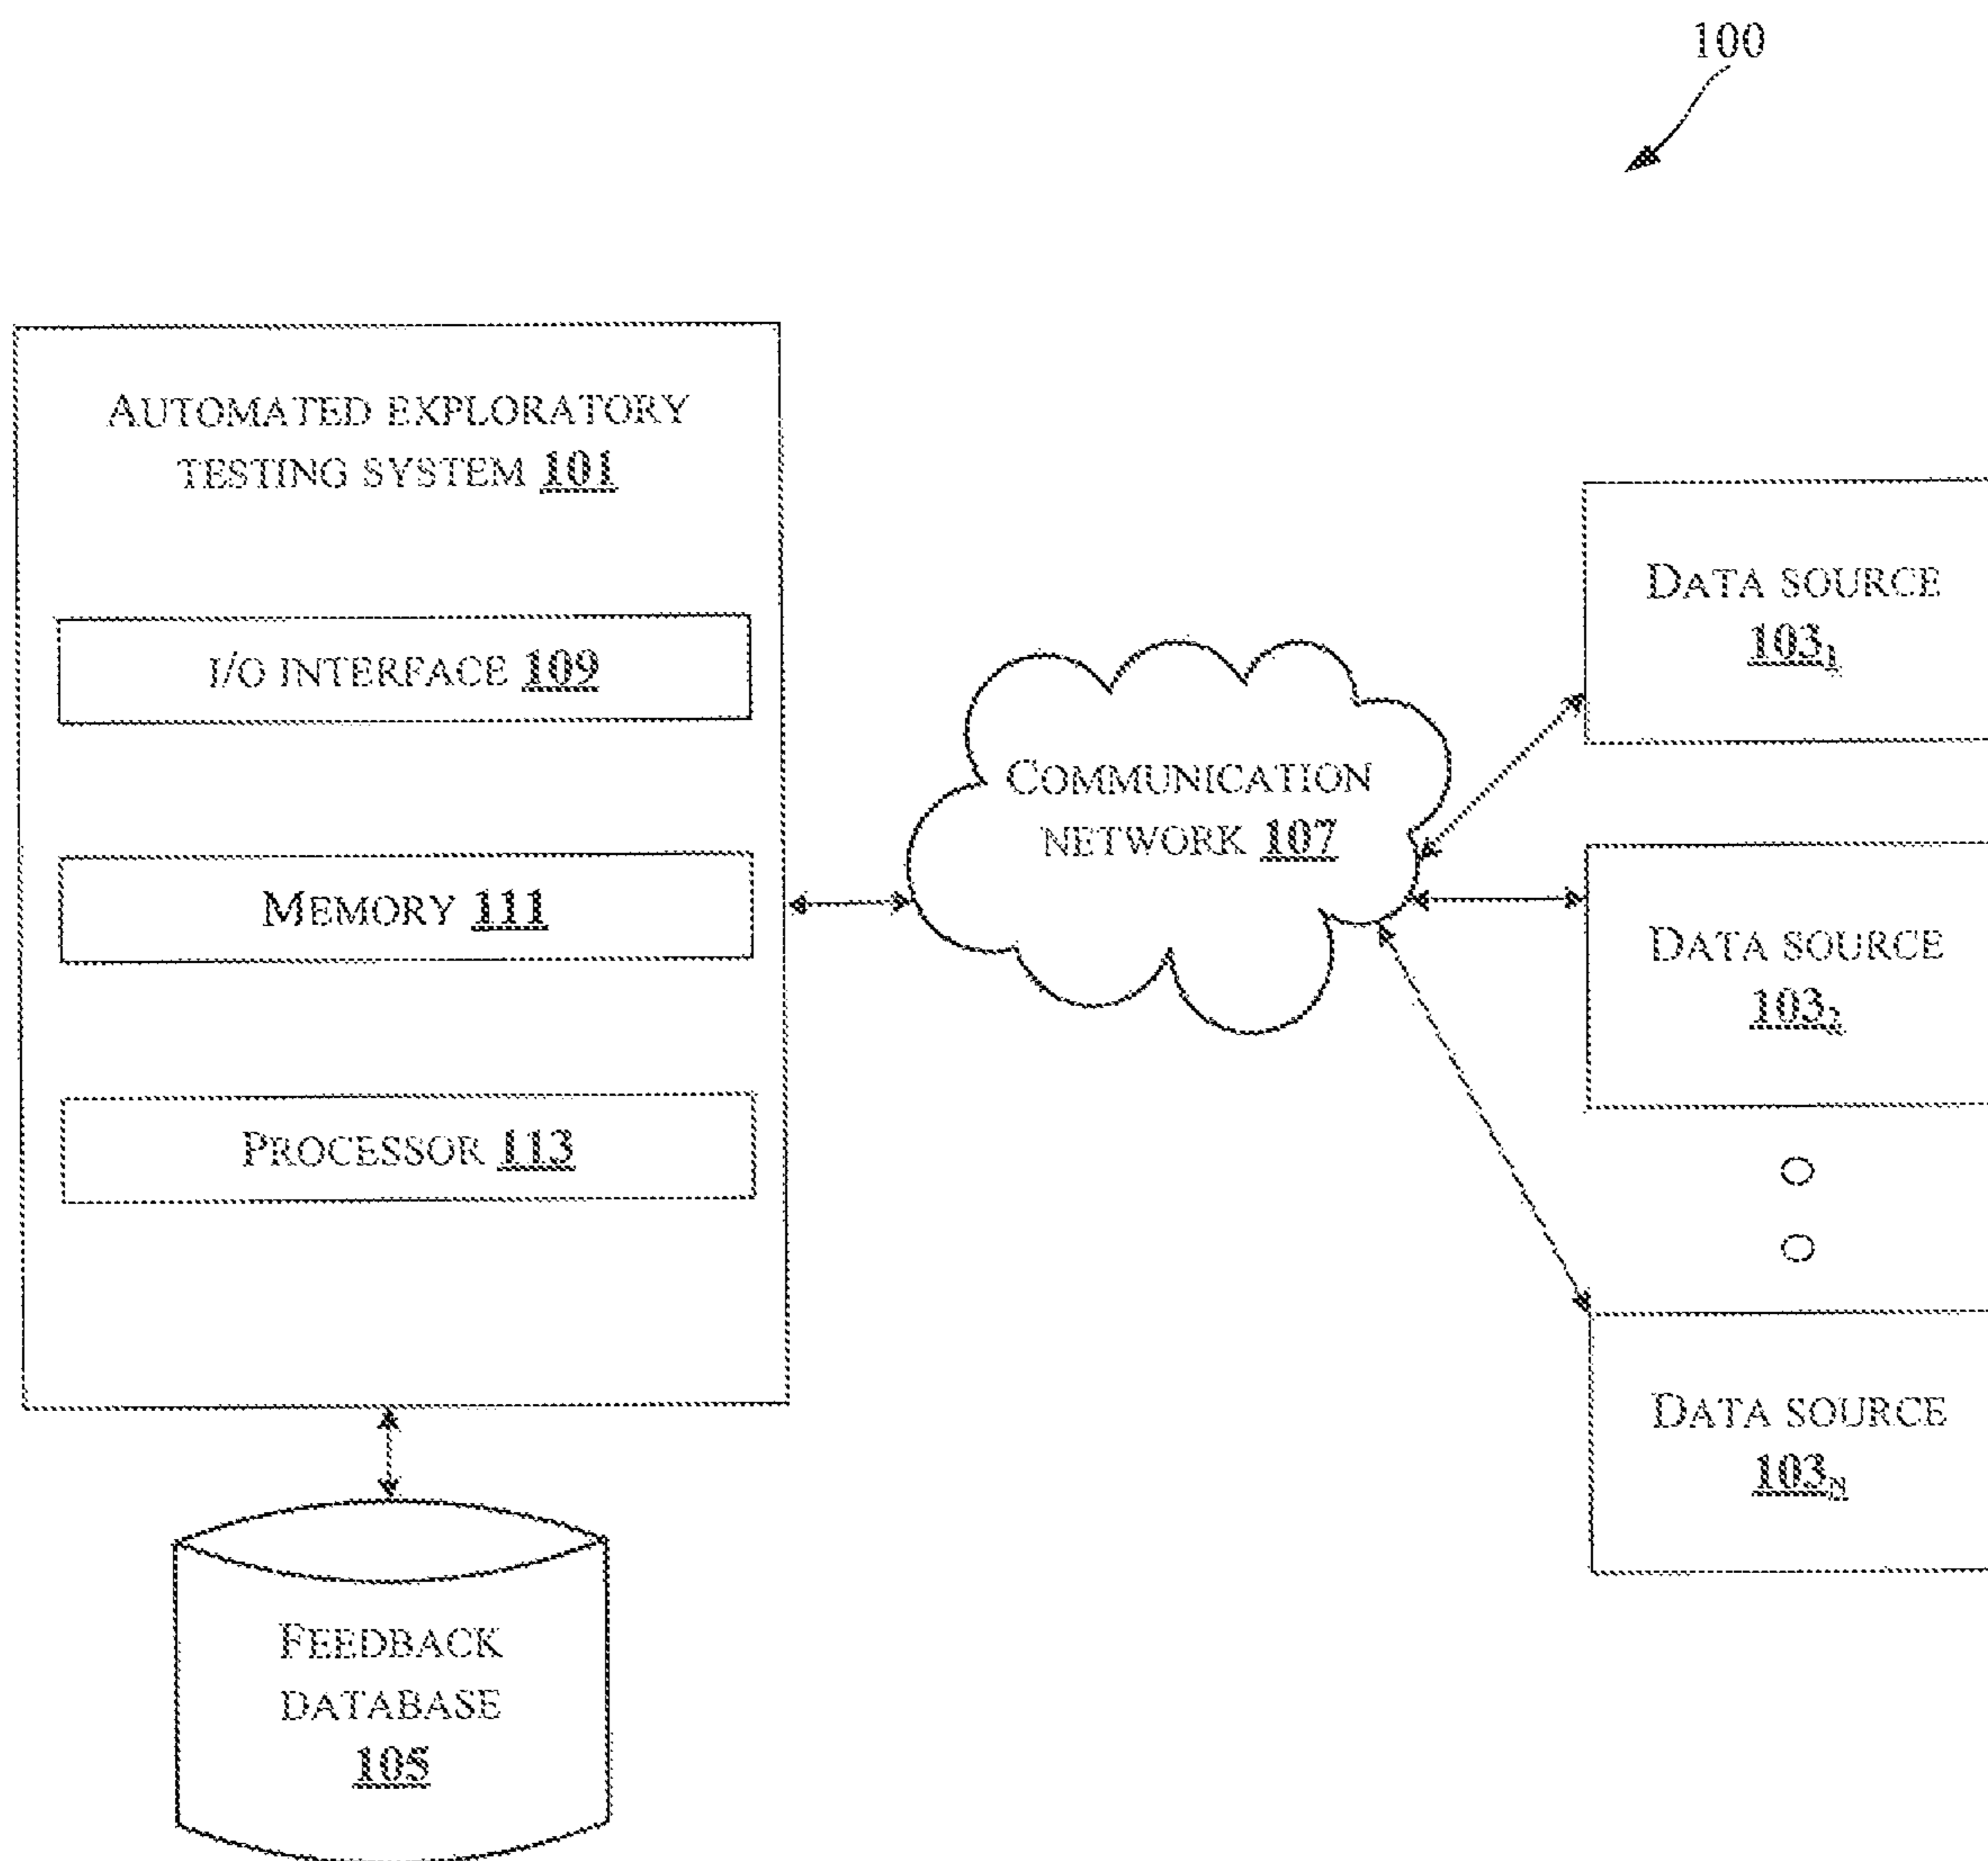 100
AUTOMATED EXPLORATORY
TESTING SYSTEM 101
I/O INTERFACE 109
MEMORY 111
PROCESSOR 113
COMMUNICATION
NETWORK 107
DATA SOURCE
103₁
DATA SOURCE
103₂
DATA SOURCE
103ₙ
FEEDBACK
DATABASE
105